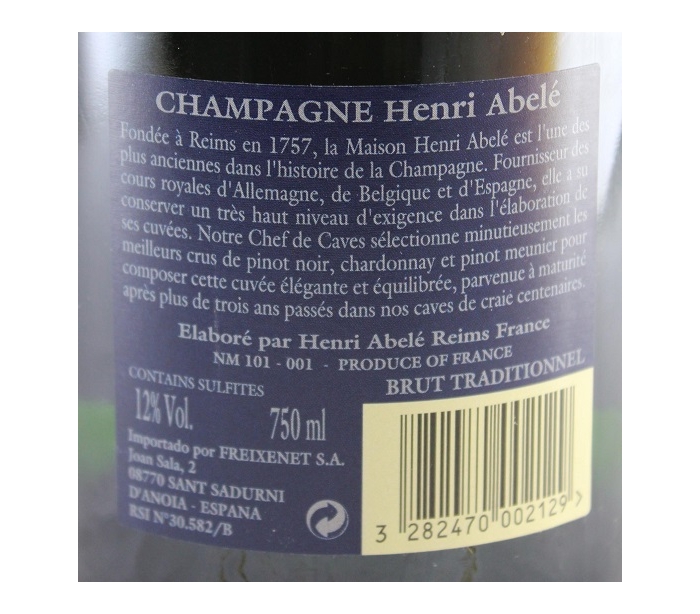 CHAMPAGNE Henri Abelé
Fondée à Reims en 1757, la Maison Henri Abelé est l'une des
plus anciennes dans l'histoire de la Champagne. Fournisseur des
cours royales d'Allemagne, de Belgique et d'Espagne, elle a su
conserver un très haut niveau d'exigence dans l'élaboration de
ses cuvées. Notre Chef de Caves sélectionne minutieusement les
meilleurs crus de pinot noir, chardonnay et pinot meunier pour
composer cette cuvée élégante et équilibrée, parvenue à maturité
après plus de trois ans passés dans nos caves de craie centenaires.
Elaboré par Henri Abelé Reims France
NM 101 - 001 - PRODUCE OF FRANCE
BRUT TRADITIONNEL
CONTAINS SULFITES
12% Vol. 750 ml
Importado por FREIXENET S.A.
Joan Sala, 2
08770 SANT SADURNI
D'ANOIA - ESPANA
RSI N°30.582/B
3 282470 002129 >